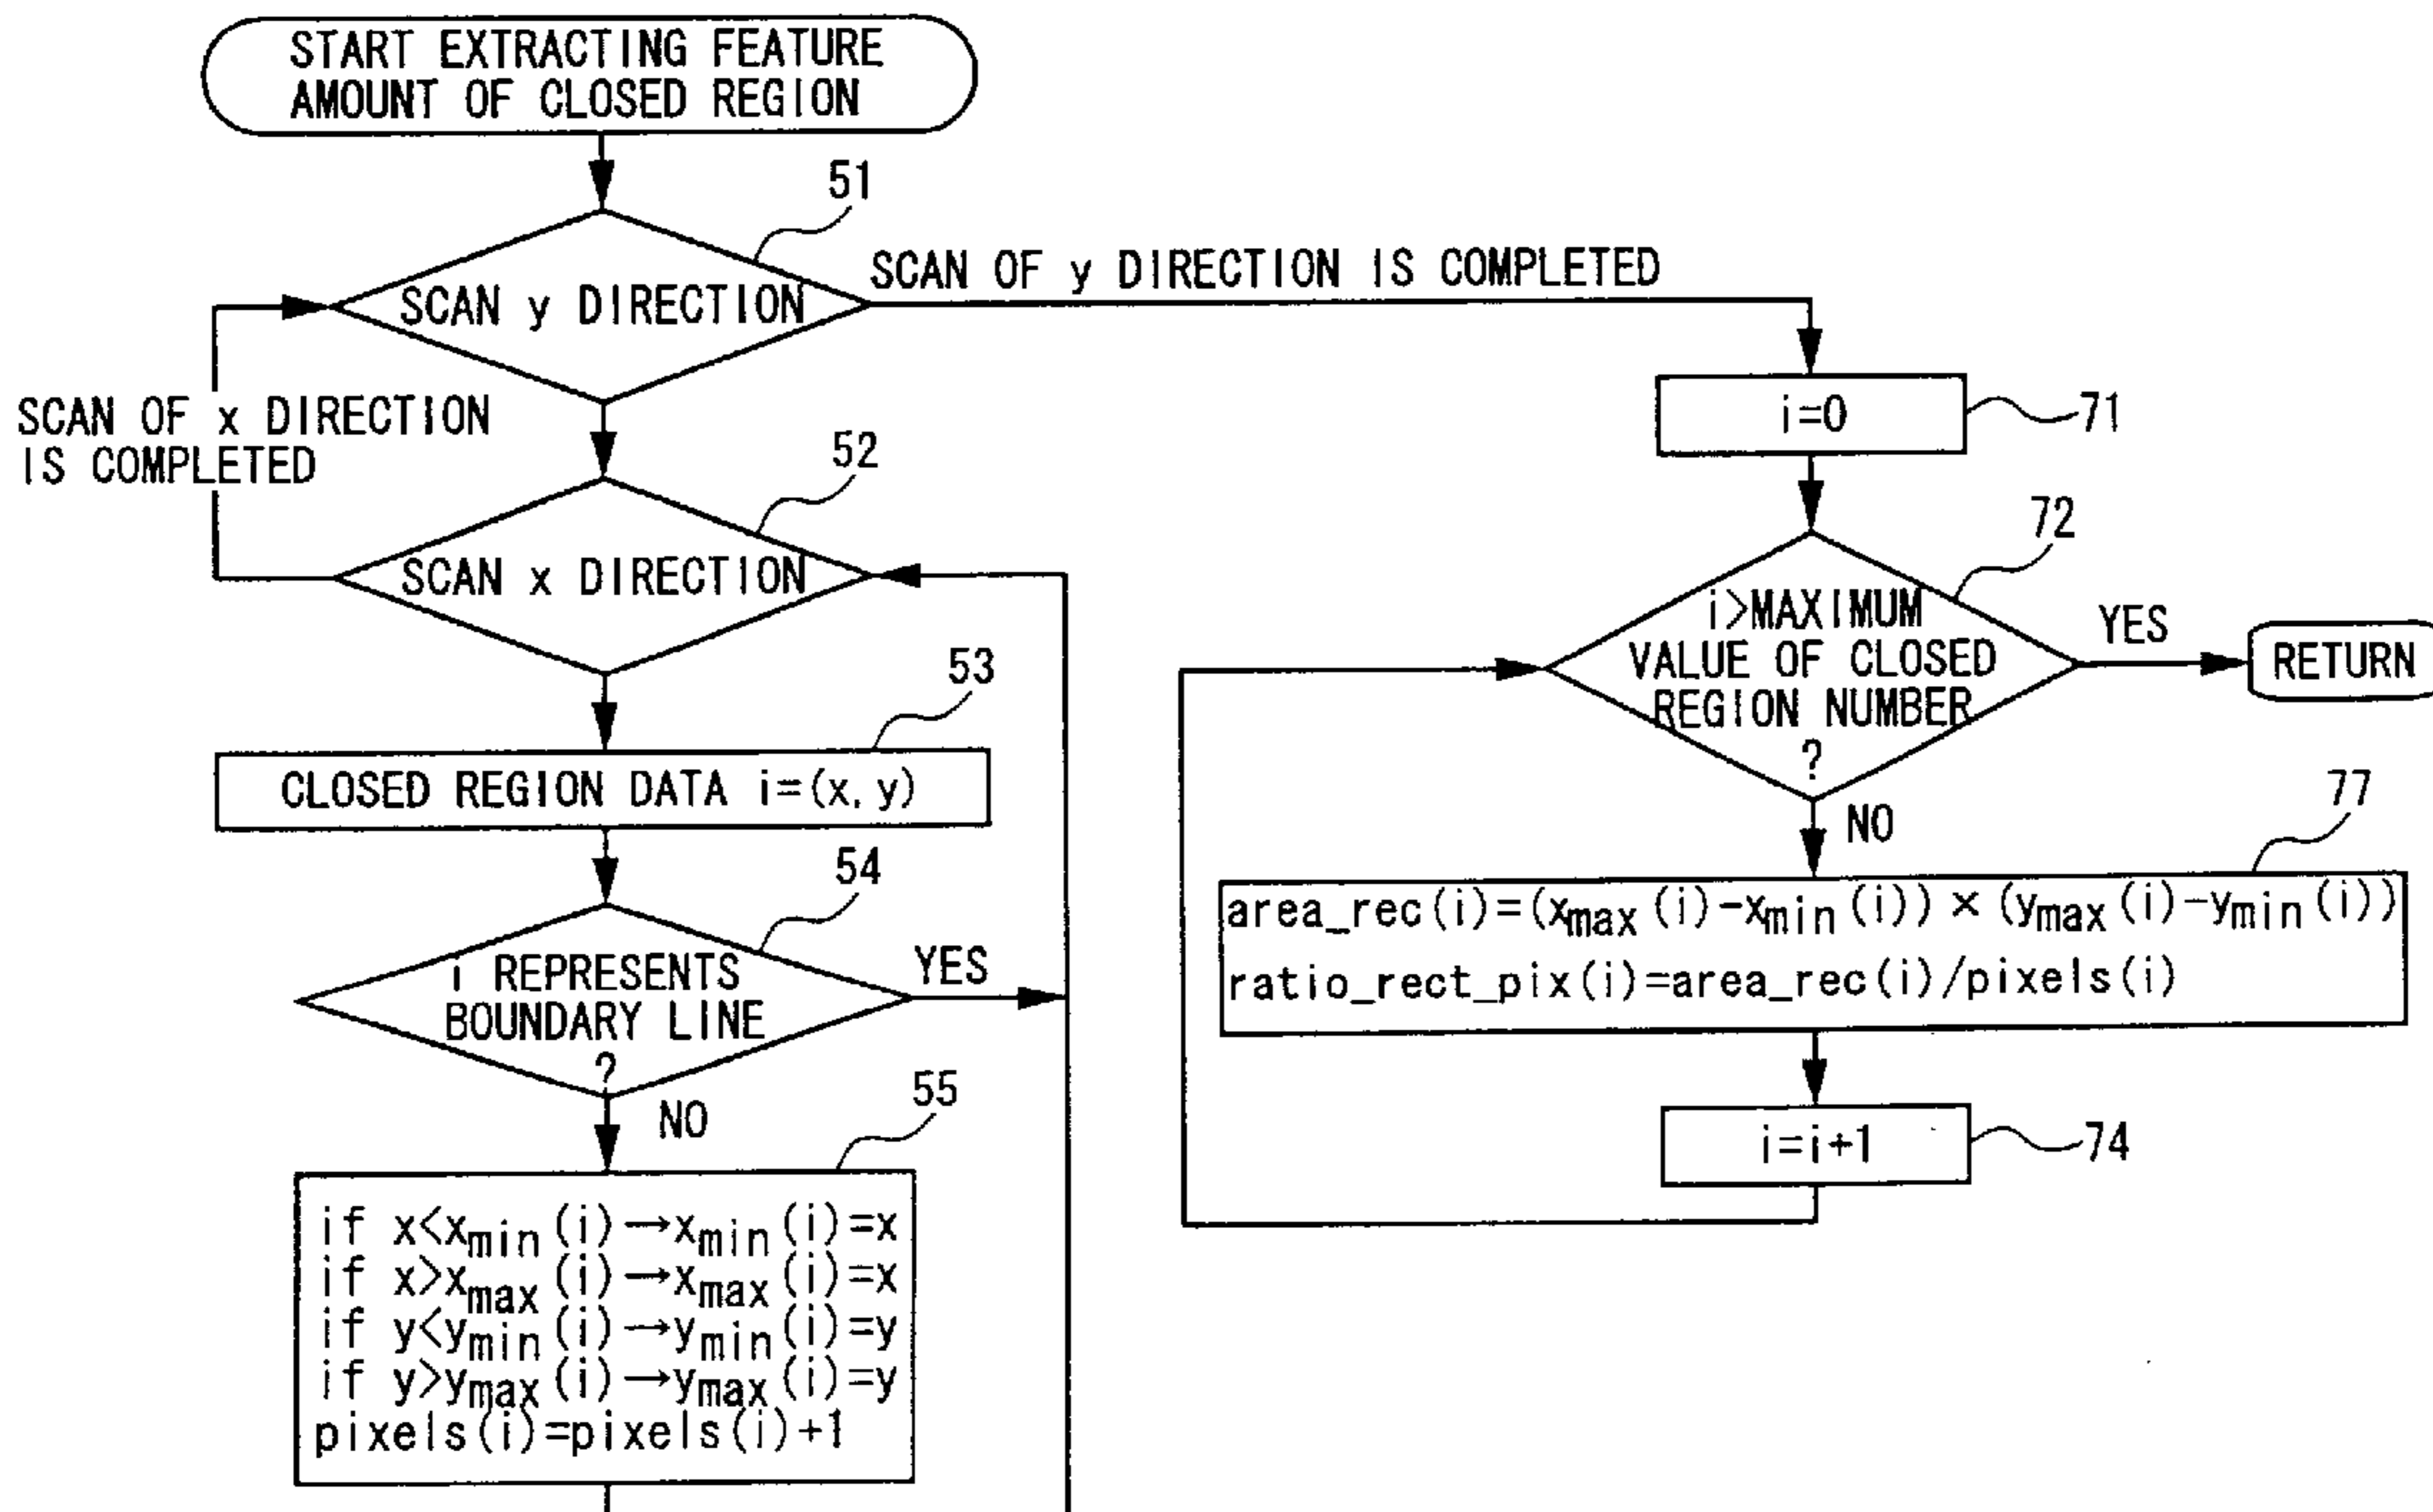 START EXTRACTING FEATURE
AMOUNT OF CLOSED REGION
51
SCAN y DIRECTION
SCAN OF y DIRECTION IS COMPLETED
SCAN OF x DIRECTION
IS COMPLETED
52
SCAN x DIRECTION
53
CLOSED REGION DATA i=(x, y)
54
i REPRESENTS
BOUNDARY LINE
?
YES
NO
55
if x<xmin(i)→xmin(i)=x
if x>xmax(i)→xmax(i)=x
if y<ymin(i)→ymin(i)=y
if y>ymax(i)→ymax(i)=y
pixels(i)=pixels(i)+1
i=0
71
72
i>MAXIMUM
VALUE OF CLOSED
REGION NUMBER
?
YES
RETURN
NO
77
area_rec(i)=(xmax(i)-xmin(i))×(ymax(i)-ymin(i))
ratio_rect_pix(i)=area_rec(i)/pixels(i)
i=i+1
74